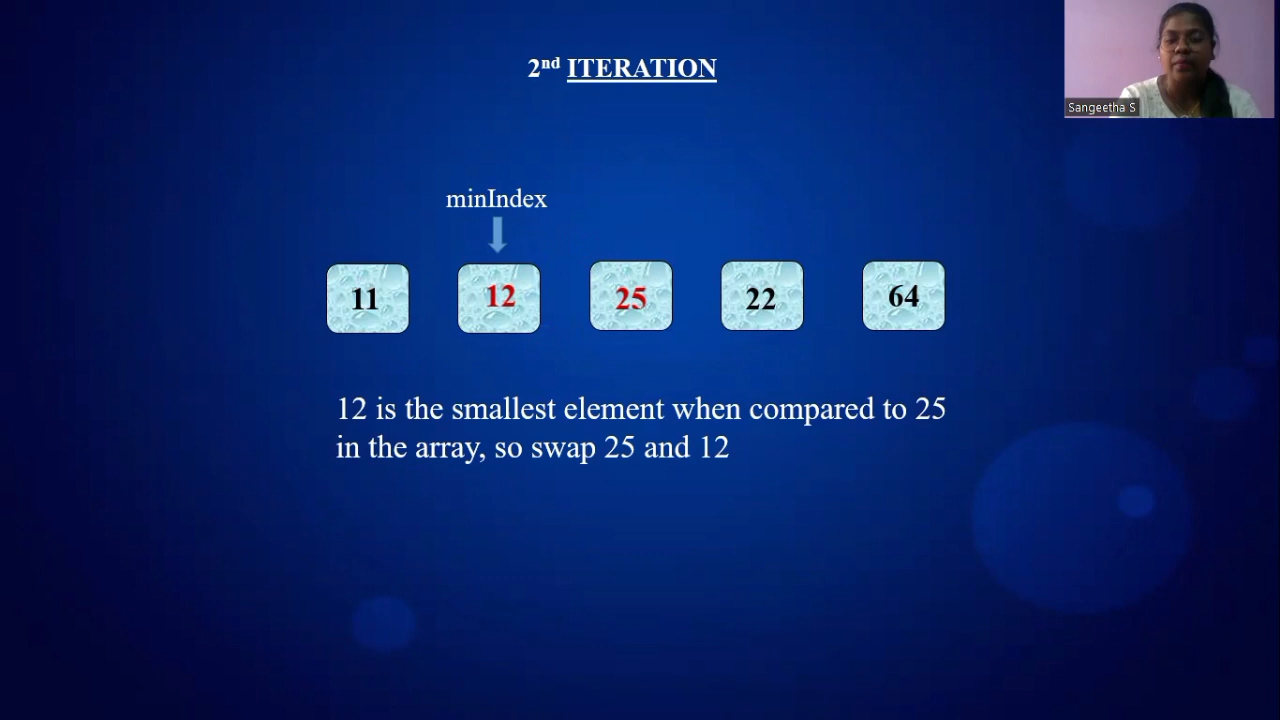 2nd ITERATION
Sangeetha S
minIndex
11 12 25 22 64
12 is the smallest element when compared to 25
in the array, so swap 25 and 12